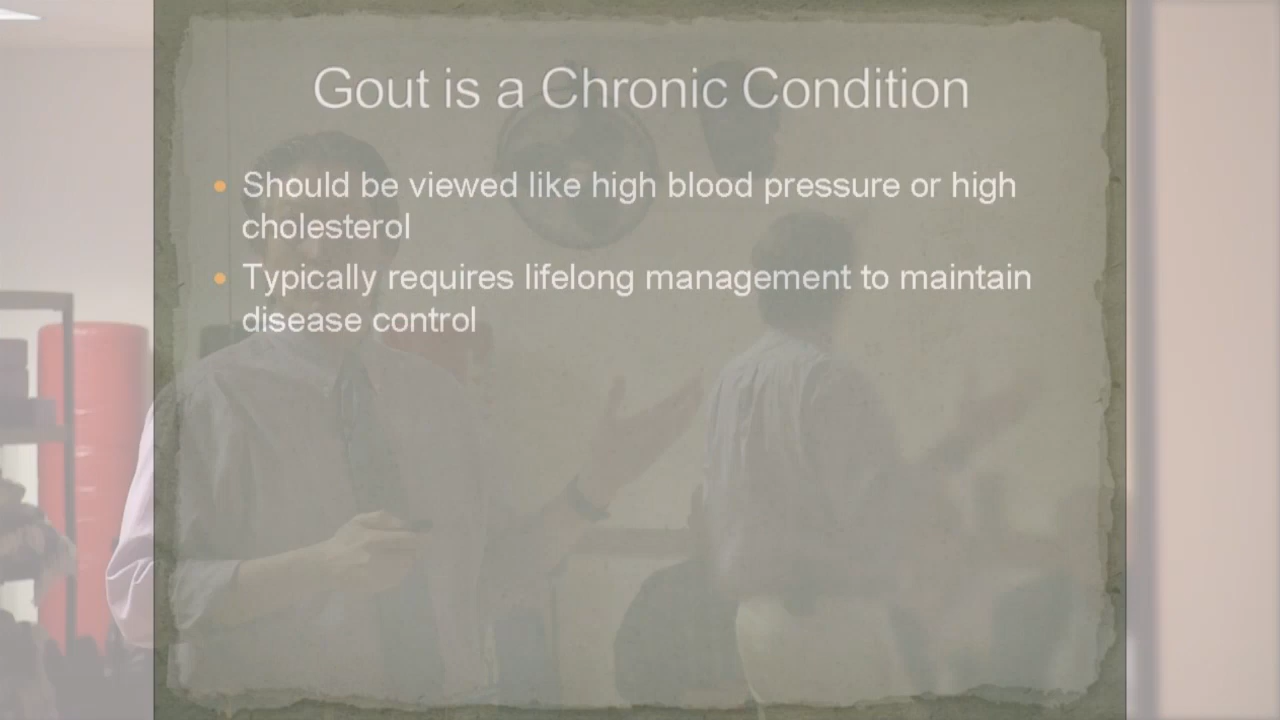 Gout is a Chronic Condition
Should be viewed like high blood pressure or high
cholesterol
Typically requires lifelong management to maintain
disease control